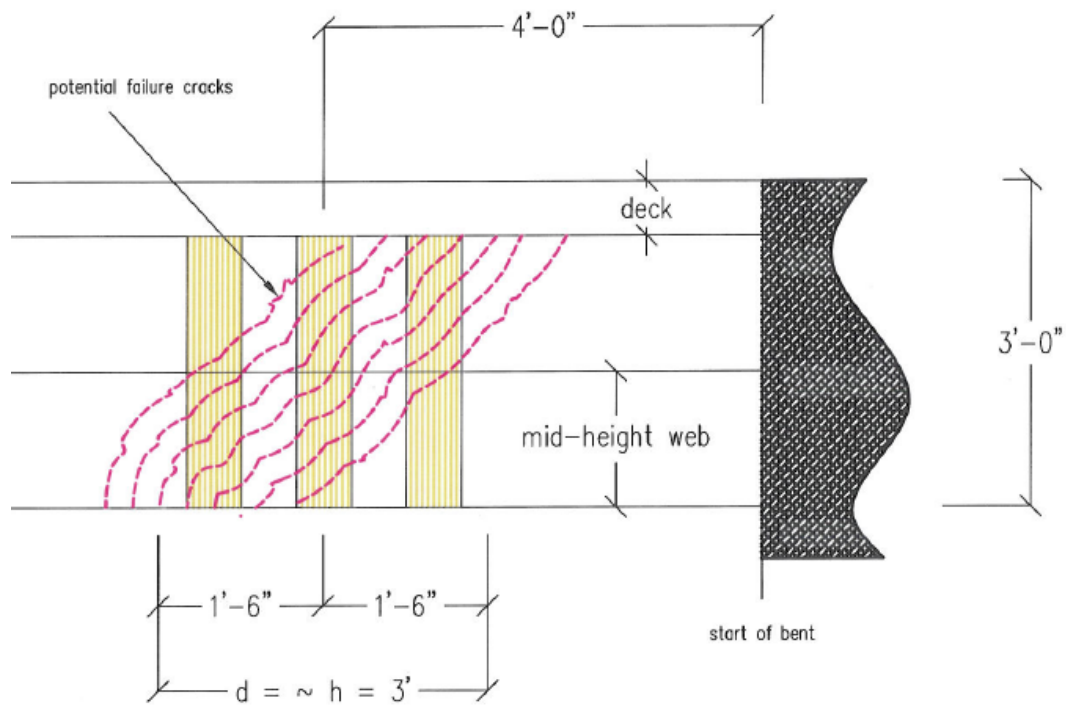 4'-0"
potential failure cracks
deck
3'-0"
mid-height web
1'-6" 1'-6"
start of bent
d = ~ h = 3'